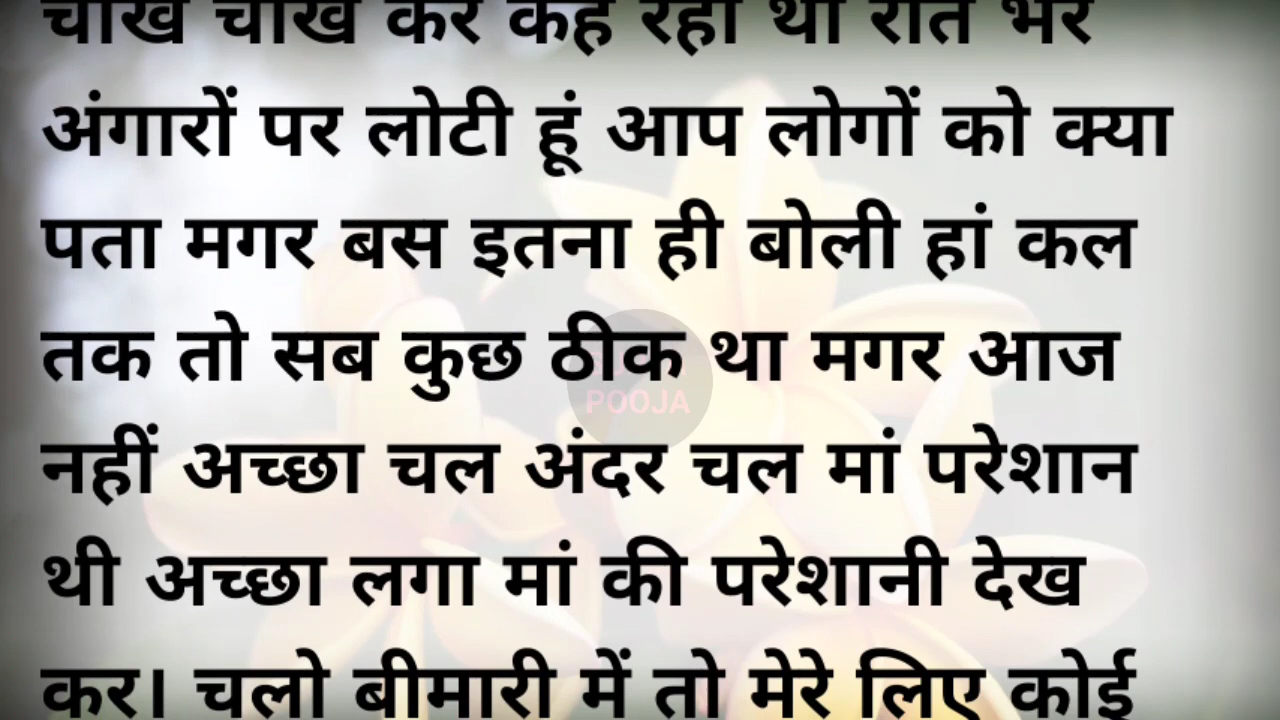 चीख चीख कर कह रहा था रात भर
अंगारों पर लोटी हूं आप लोगों को क्या
पता मगर बस इतना ही बोली हां कल
तक तो सब कुछ ठीक था मगर आज
POOJA
नहीं अच्छा चल अंदर चल मां परेशान
थी अच्छा लगा मां की परेशानी देख
कर। चलो बीमारी में तो मेरे लिए कोई